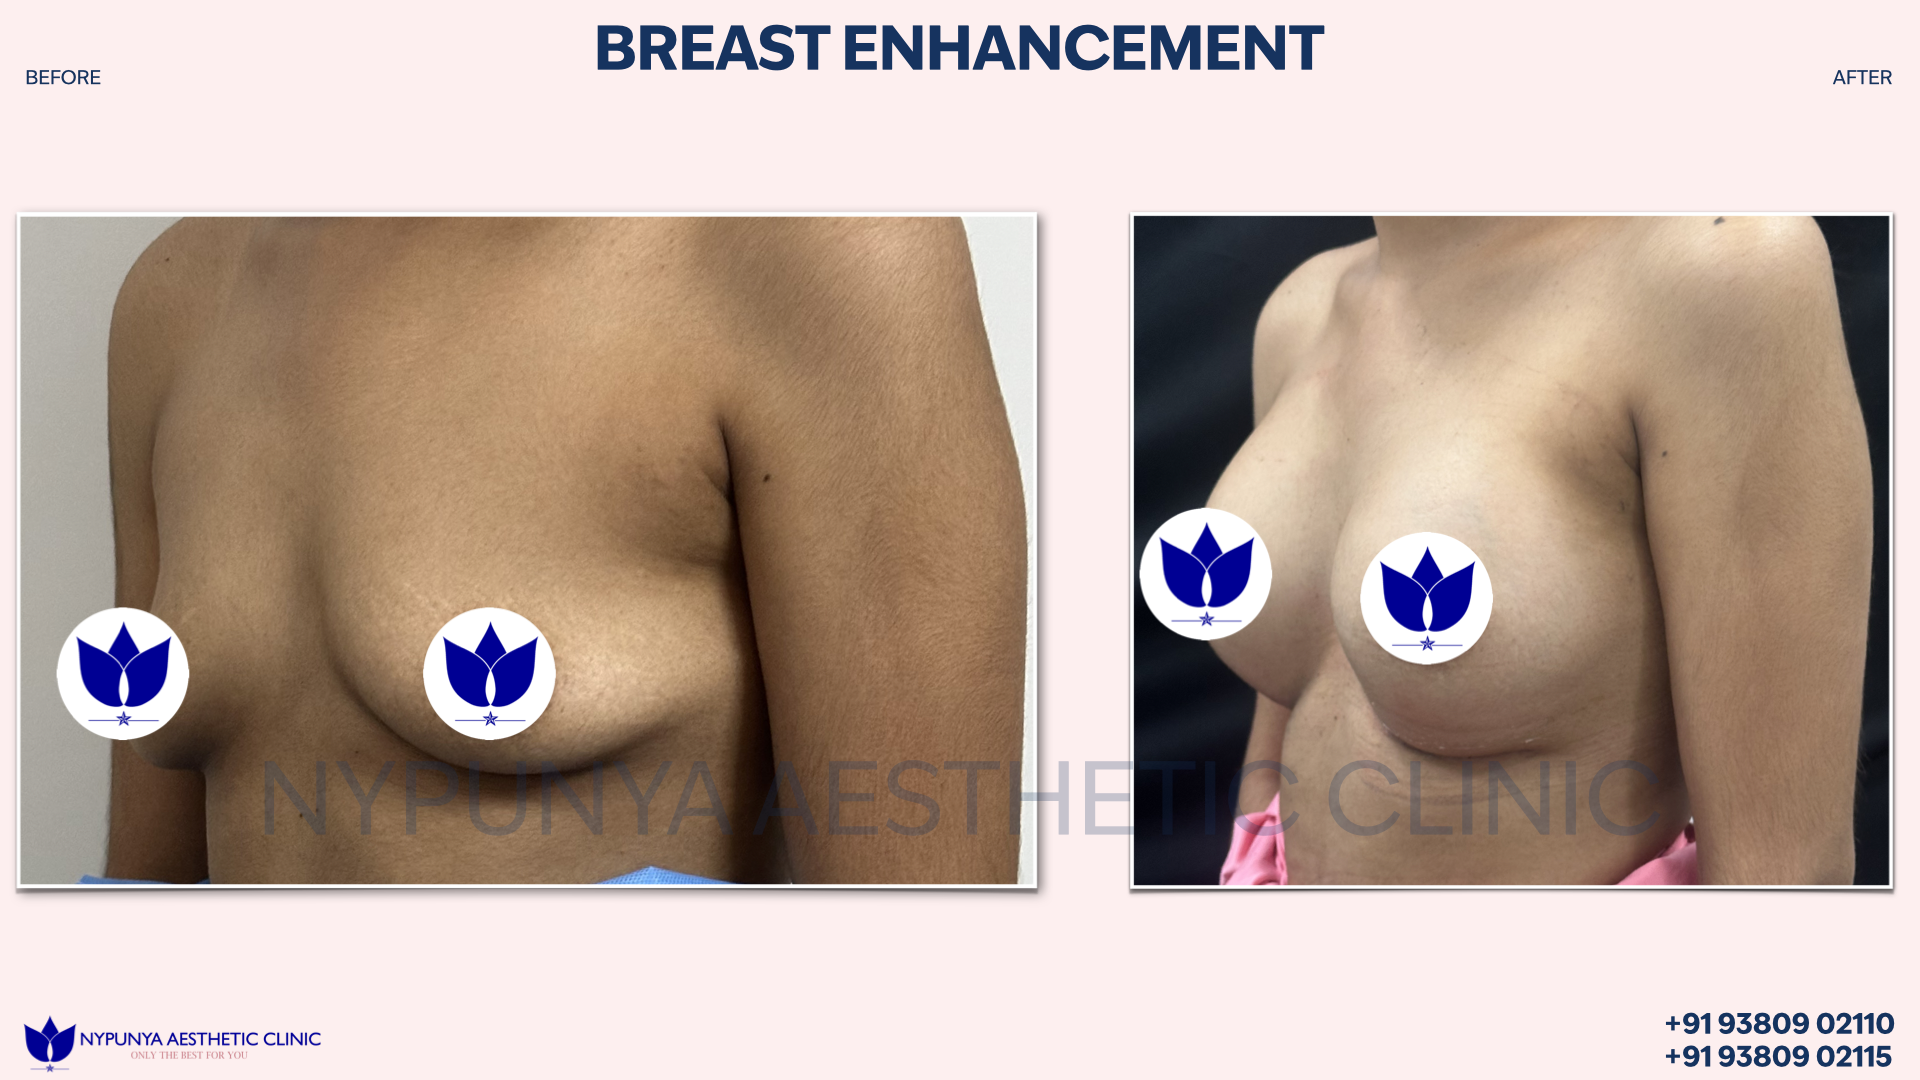 BREAST ENHANCEMENT
BEFORE
AFTER
NYPUNYA AESTHETIC CLINIC
NYPUNYA AESTHETIC CLINIC
ONLY THE BEST FOR YOU
+91 93809 02110
+91 93809 02115